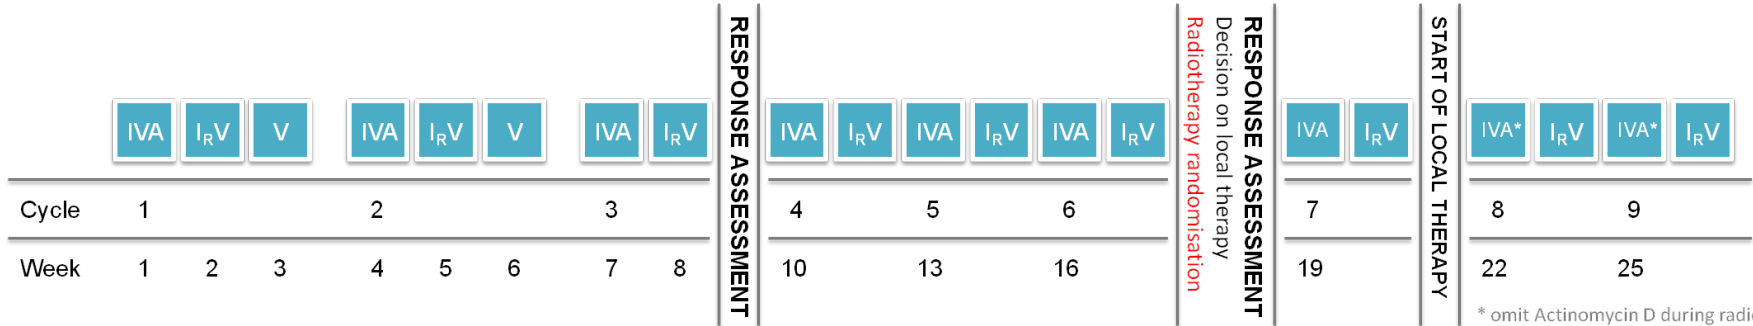 IVA IRV V IVA IRV V IVA IRV
RESPONSE ASSESSMENT
IVA IRV IVA IRV IVA IRV
Radiotherapy randomisation
Decision on local therapy
RESPONSE ASSESSMENT
IVA IRV
START OF LOCAL THERAPY
IVA* IRV IVA* IRV
Cycle 1 2 3 4 5 6 7 8 9
Week 1 2 3 4 5 6 7 8 10 13 16 19 22 25
* omit Actinomycin D during